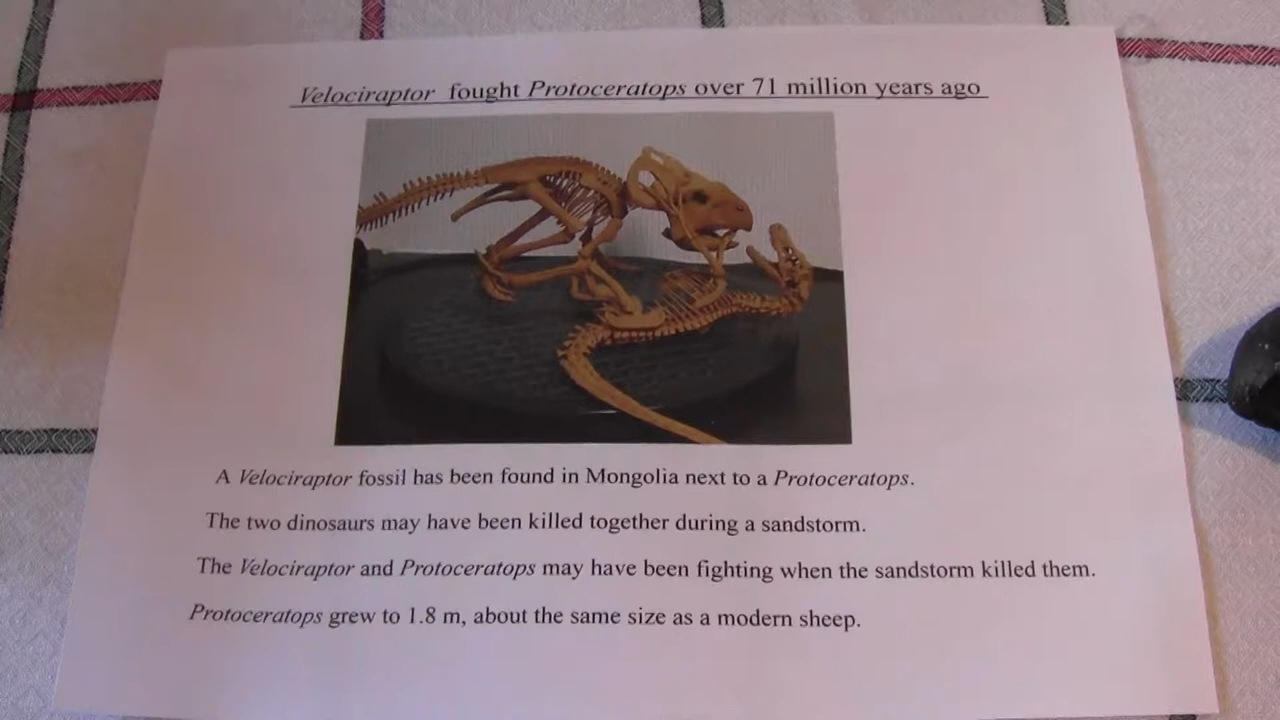 Velociraptor fought Protoceratops over 71 million years ago
A Velociraptor fossil has been found in Mongolia next to a Protoceratops.
The two dinosaurs may have been killed together during a sandstorm.
The Velociraptor and Protoceratops may have been fighting when the sandstorm killed them.
Protoceratops grew to 1.8 m, about the same size as a modern sheep.